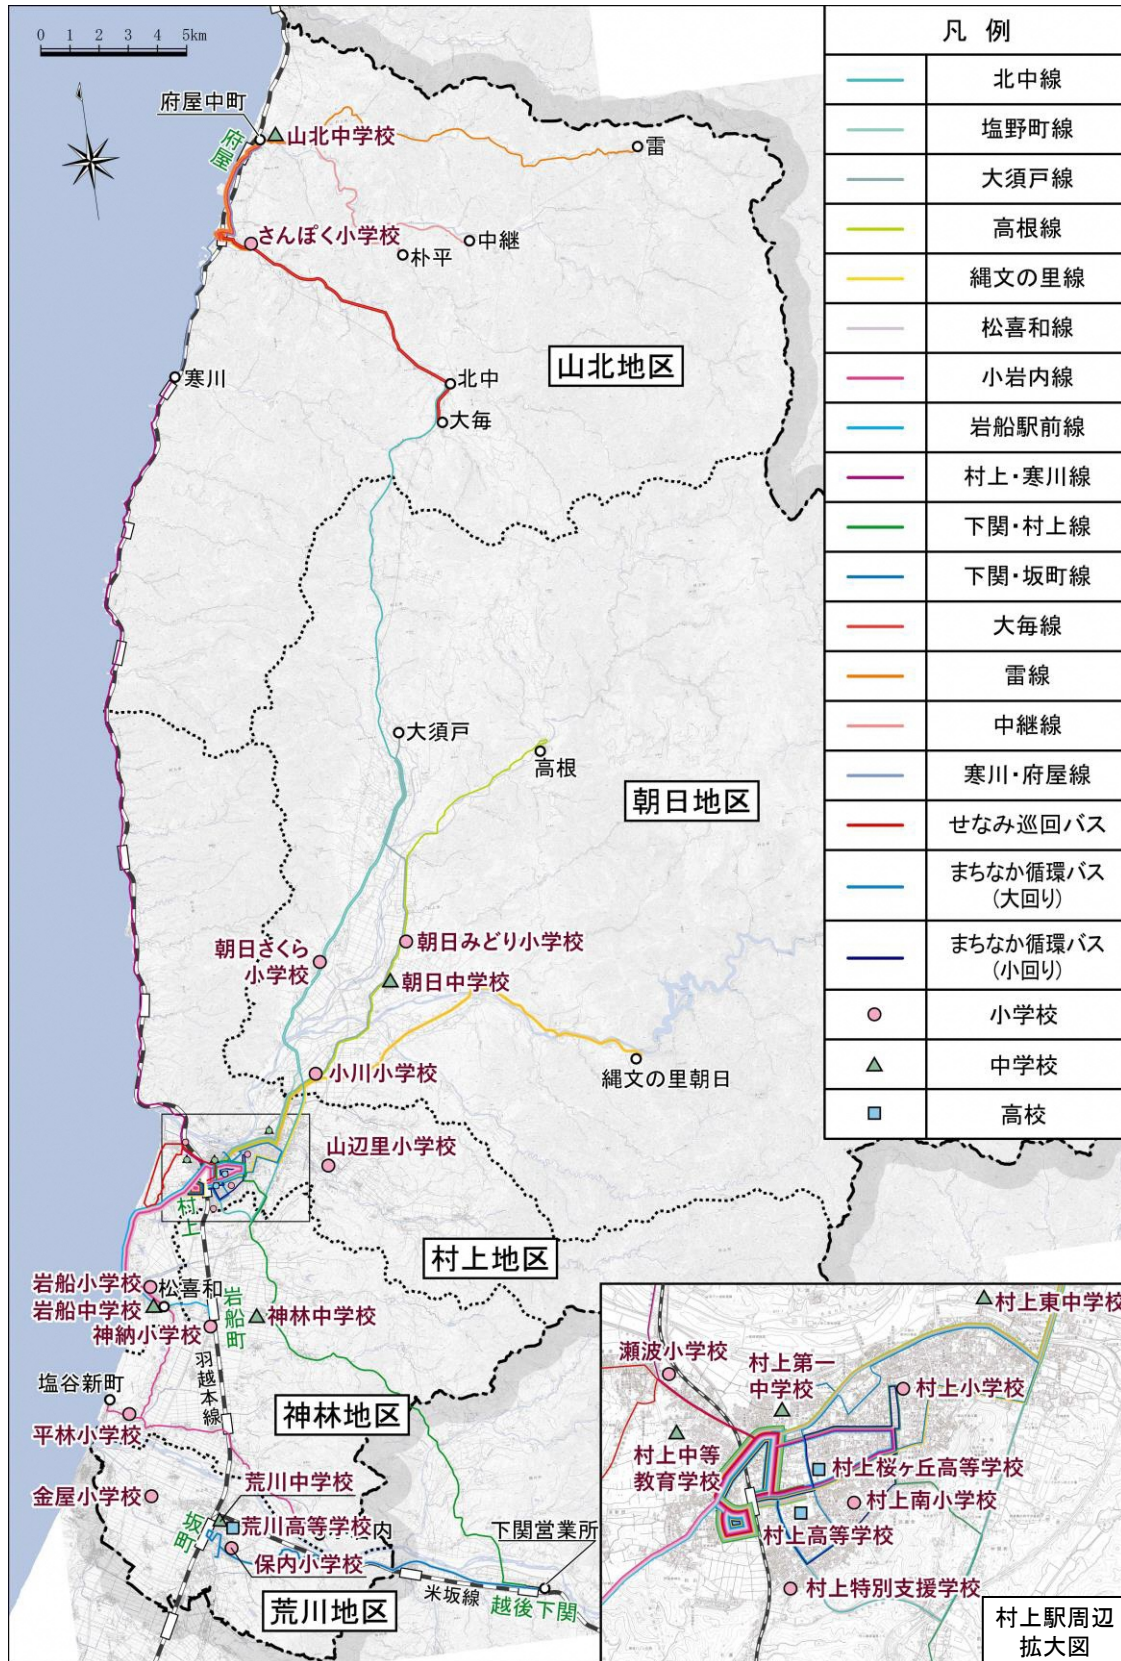 0 1 2 3 4 5km
府屋中町
山北中学校
府屋
雷
さんぽく小学校
中継
朴平
山北地区
寒川
北中
大毎
大須戸
高根
朝日地区
朝日さくら
小学校
朝日みどり小学校
朝日中学校
小川小学校
縄文の里朝日
山辺里小学校
村上
村上地区
岩船小学校
松喜和
岩船中学校
岩船町
神林中学校
神納小学校
羽越本線
塩谷新町
平林小学校
神林地区
荒川中学校
金屋小学校
荒川高等学校
内
坂町
下関営業所
保内小学校
米坂線
越後下関
荒川地区
凡例
北中線
塩野町線
大須戸線
高根線
縄文の里線
松喜和線
小岩内線
岩船駅前線
村上・寒川線
下関・村上線
下関・坂町線
大毎線
雷線
中継線
寒川・府屋線
せなみ巡回バス
まちなか循環バス
(大回り)
まちなか循環バス
(小回り)
小学校
中学校
高校
村上東中学校
瀬波小学校
村上第一
中学校
村上小学校
村上中等
教育学校
村上桜ヶ丘高等学校
村上南小学校
村上高等学校
村上特別支援学校
村上駅周辺
拡大図